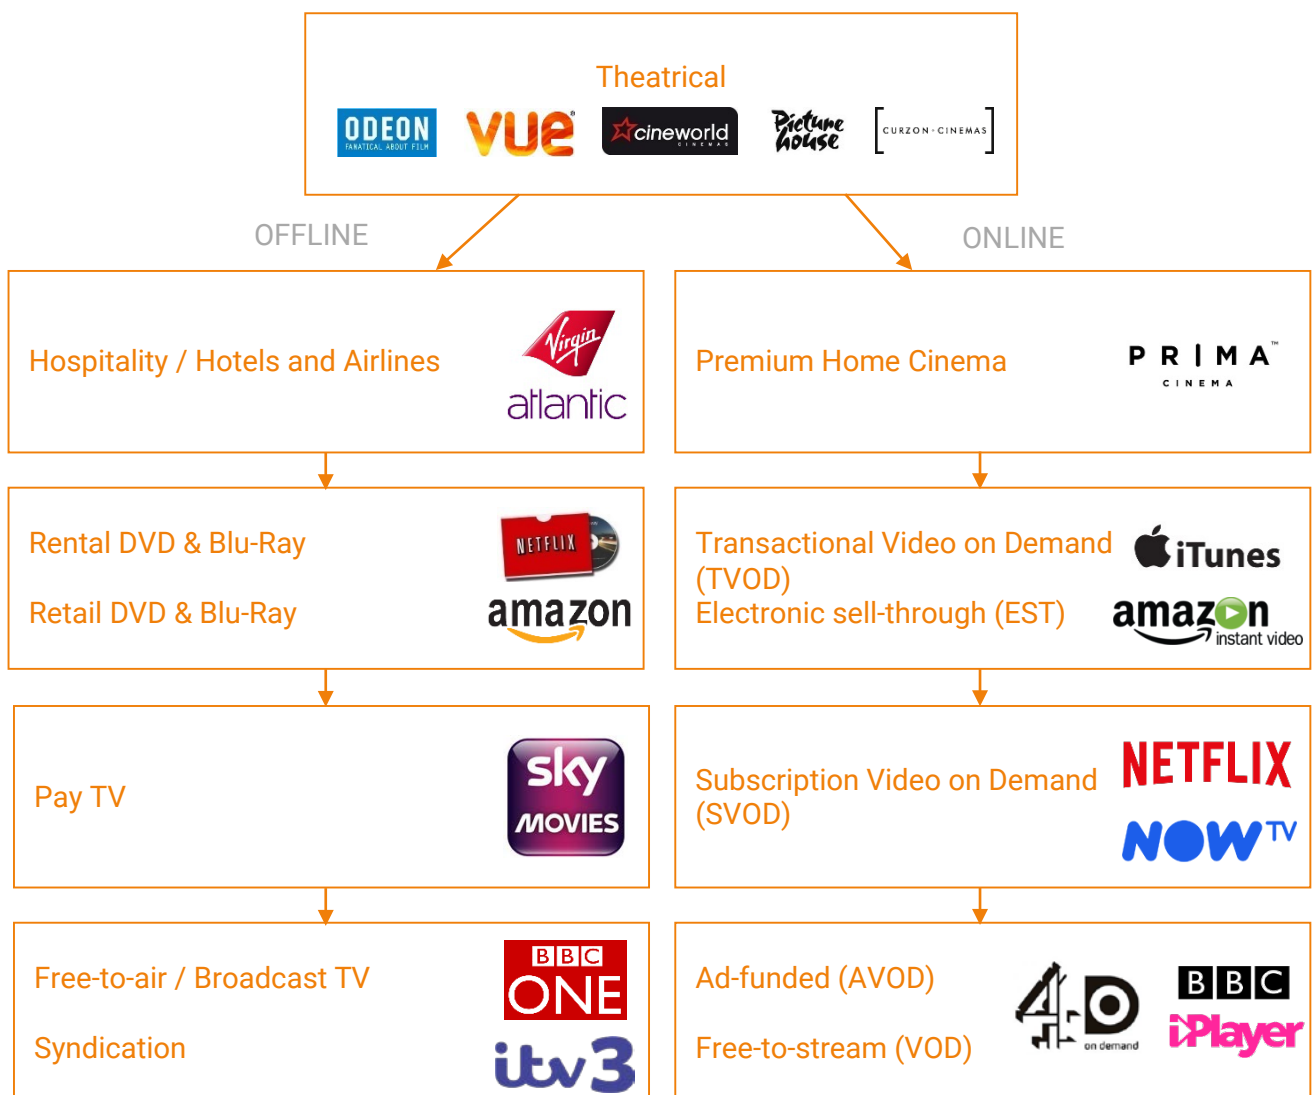 Theatrical
ODEON
FANATICAL ABOUT FILM
VUE
cineworld
CINEMAS
Picture
house
CURZON CINEMAS
OFFLINE
ONLINE
Hospitality / Hotels and Airlines
Virgin
atlantic
Premium Home Cinema
PRIMA™
CINEMA
Rental DVD & Blu-Ray
NETFLIX
Retail DVD & Blu-Ray
amazon
Transactional Video on Demand
(TVOD)
iTunes
Electronic sell-through (EST)
amazon
instant video
Pay TV
sky
MOVIES
Subscription Video on Demand
(SVOD)
NETFLIX
NOW TV
Free-to-air / Broadcast TV
BBC
ONE
Syndication
itv3
Ad-funded (AVOD)
4oD
on demand
Free-to-stream (VOD)
BBC
iPlayer